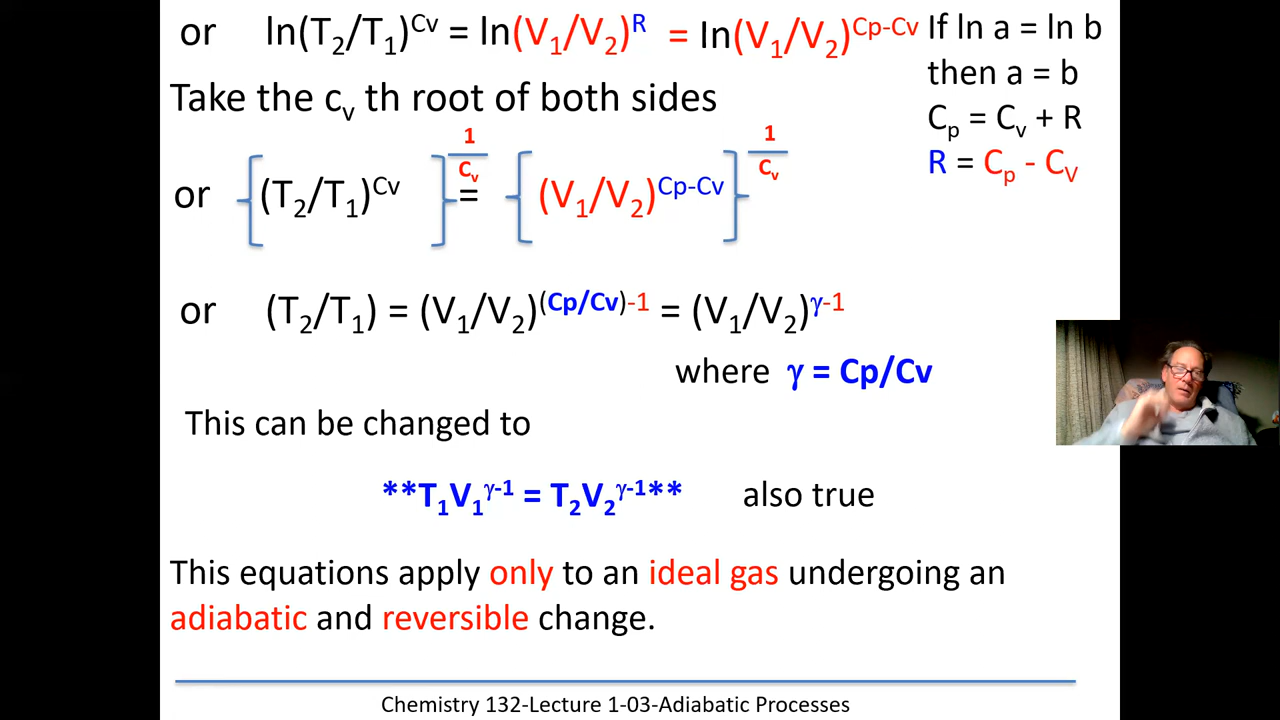 or ln(T₂/T₁)^Cv = ln(V₁/V₂)^R = ln(V₁/V₂)^Cp-Cv
If ln a = ln b
then a = b
Cₚ = Cᵥ + R
R = Cₚ - C_V
Take the cᵥ th root of both sides
or [(T₂/T₁)^Cv]^1/Cᵥ = [(V₁/V₂)^Cp-Cv]^1/Cᵥ
or (T₂/T₁) = (V₁/V₂)^(Cp/Cv)-1 = (V₁/V₂)^γ-1
where γ = Cp/Cv
This can be changed to
**T₁V₁^γ-1 = T₂V₂^γ-1** also true
This equations apply only to an ideal gas undergoing an
adiabatic and reversible change.
Chemistry 132-Lecture 1-03-Adiabatic Processes